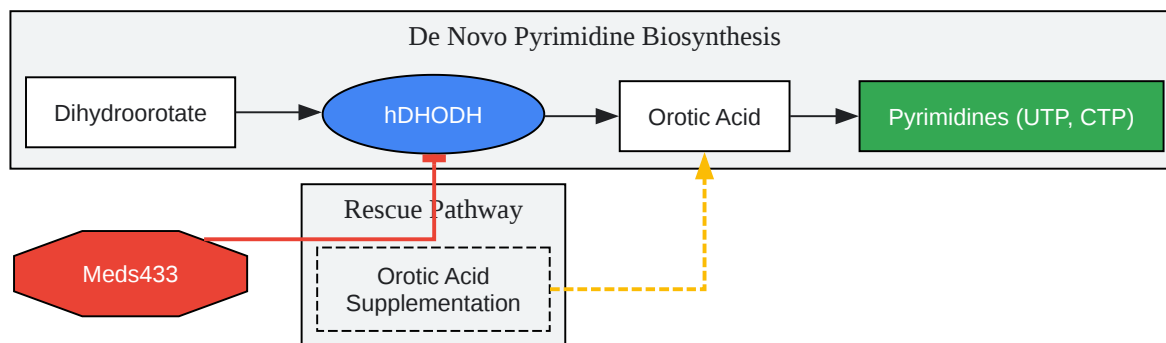 De Novo Pyrimidine Biosynthesis
Dihydroorotate
hDHODH
Orotic Acid
Pyrimidines (UTP, CTP)
Rescue Pathway
Meds433
Orotic Acid
Supplementation